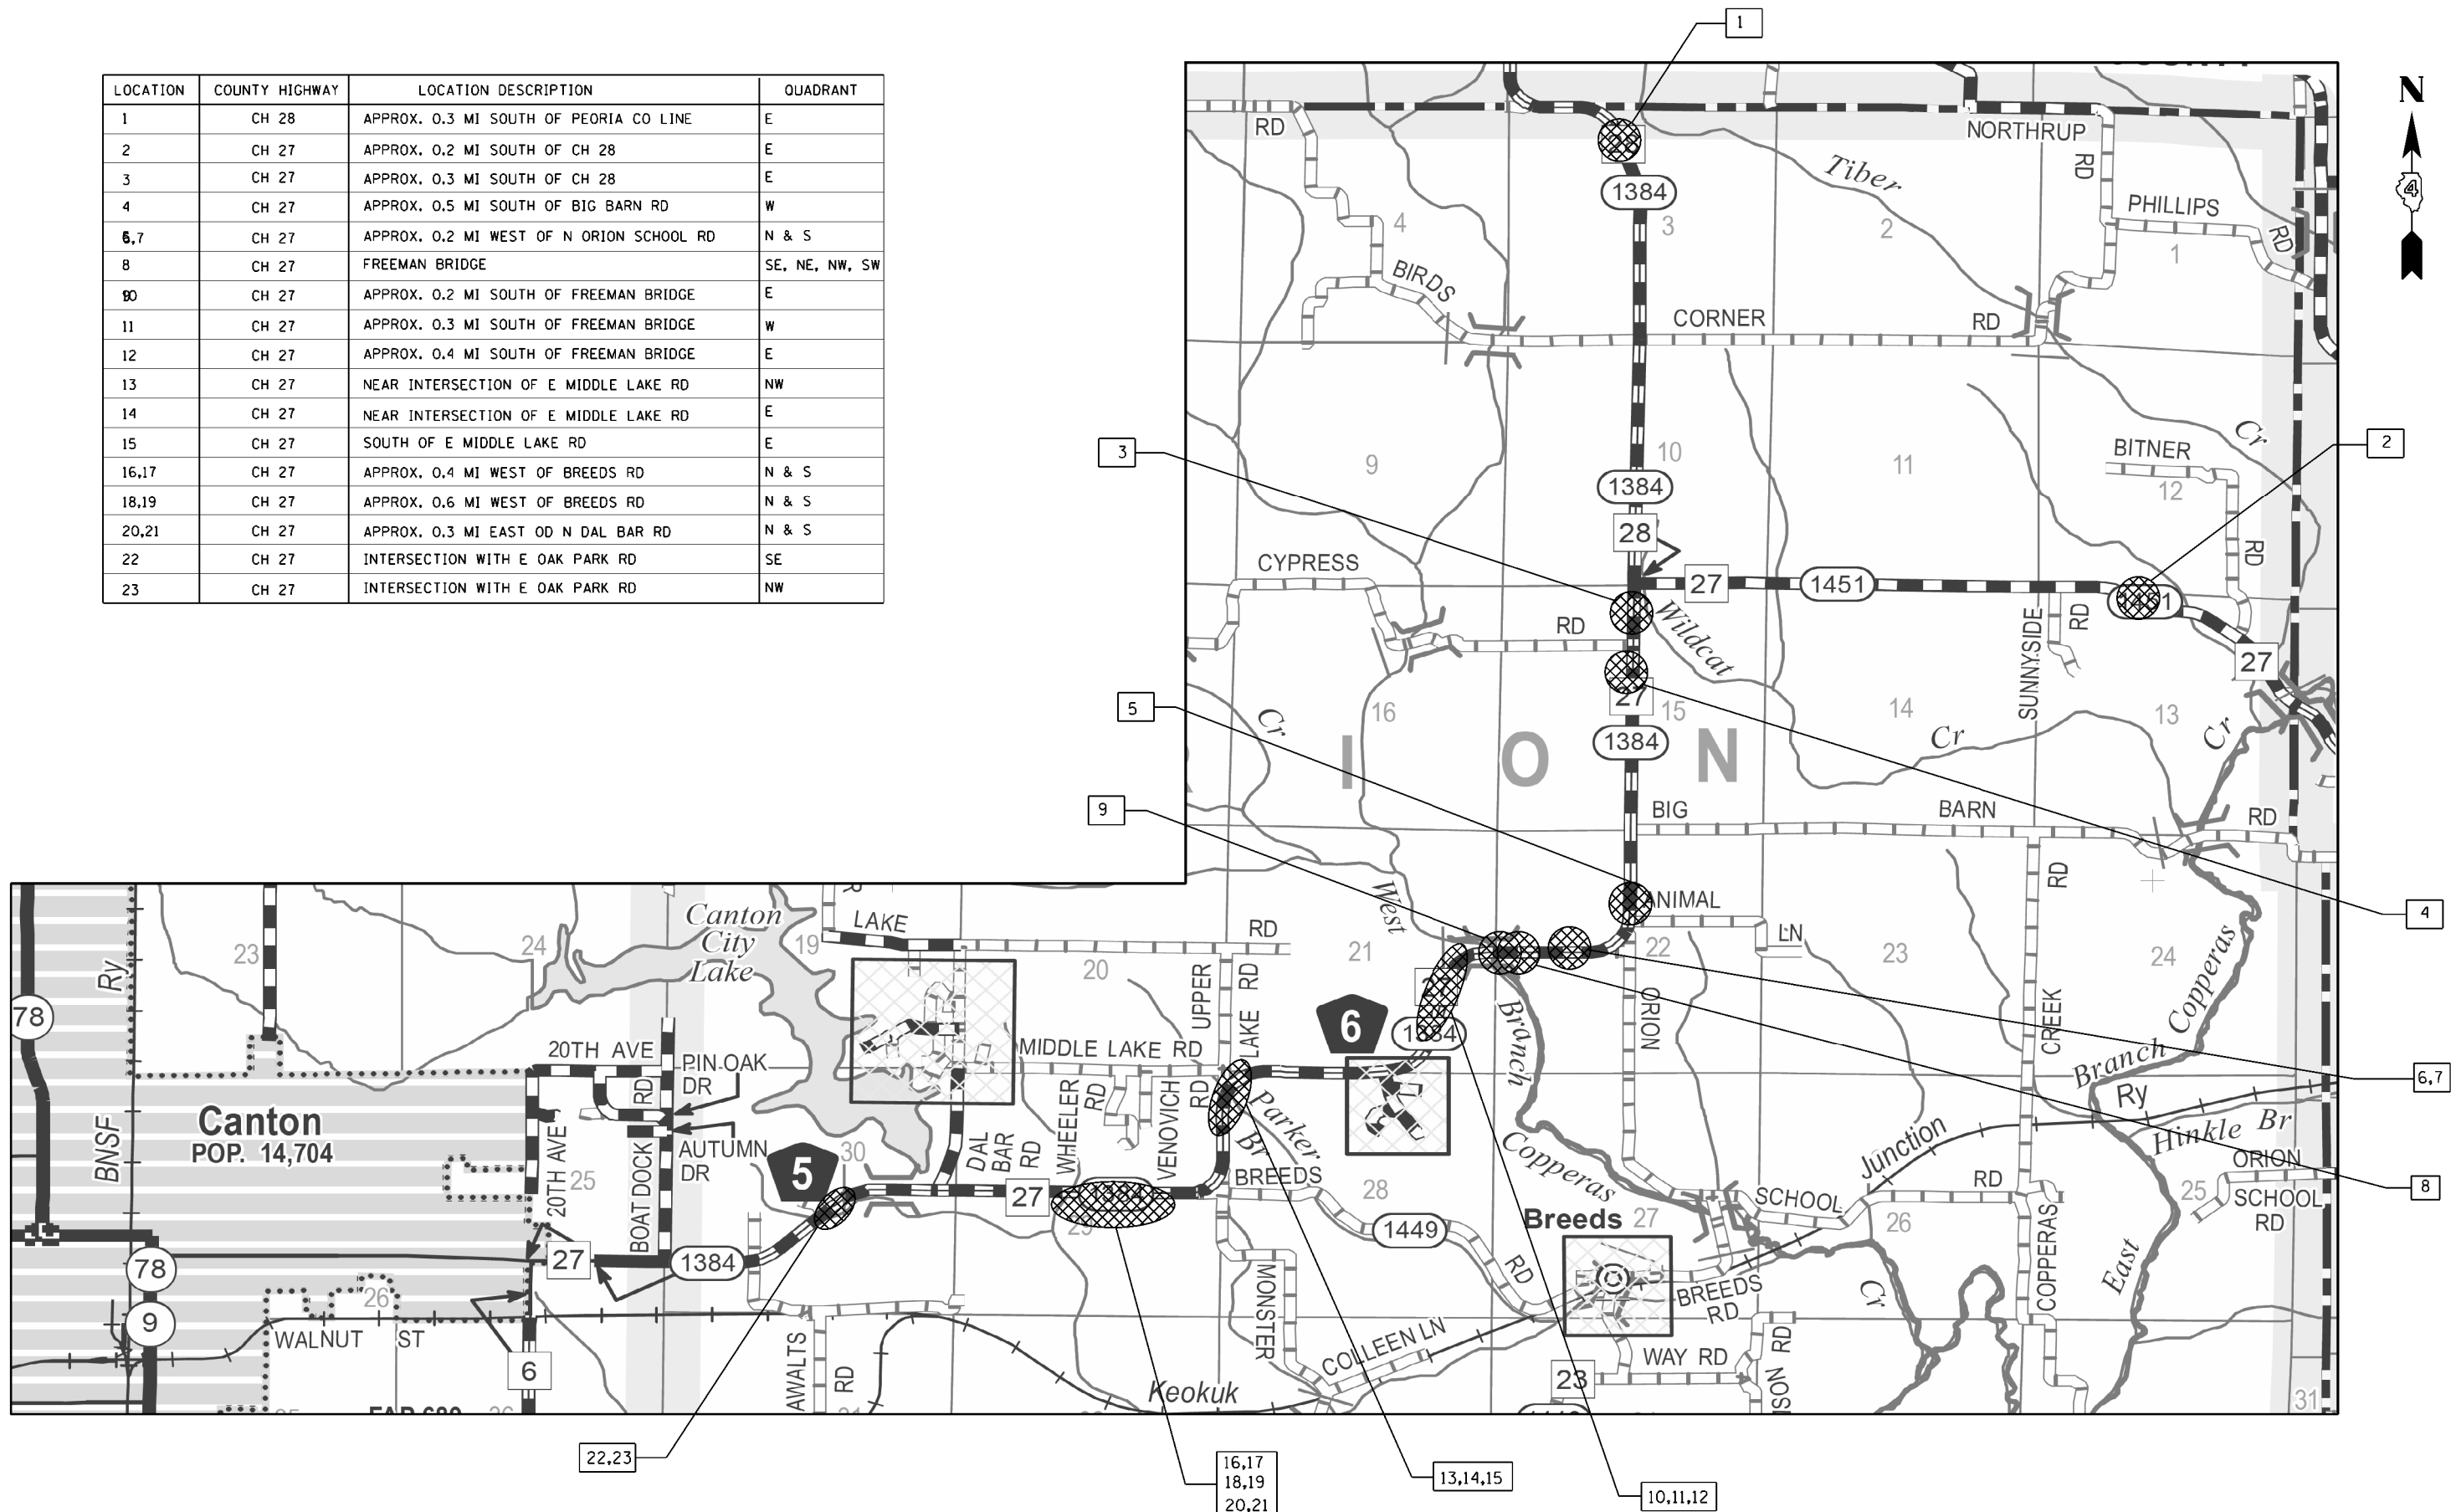 LOCATION COUNTY HIGHWAY LOCATION DESCRIPTION QUADRANT
1 CH 28 APPROX. 0.3 MI SOUTH OF PEORIA CO LINE E
2 CH 27 APPROX. 0.2 MI SOUTH OF CH 28 E
3 CH 27 APPROX. 0.3 MI SOUTH OF CH 28 E
4 CH 27 APPROX. 0.5 MI SOUTH OF BIG BARN RD W
6,7 CH 27 APPROX. 0.2 MI WEST OF N ORION SCHOOL RD N & S
8 CH 27 FREEMAN BRIDGE SE, NE, NW, SW
10 CH 27 APPROX. 0.2 MI SOUTH OF FREEMAN BRIDGE E
11 CH 27 APPROX. 0.3 MI SOUTH OF FREEMAN BRIDGE W
12 CH 27 APPROX. 0.4 MI SOUTH OF FREEMAN BRIDGE E
13 CH 27 NEAR INTERSECTION OF E MIDDLE LAKE RD NW
14 CH 27 NEAR INTERSECTION OF E MIDDLE LAKE RD E
15 CH 27 SOUTH OF E MIDDLE LAKE RD E
16,17 CH 27 APPROX. 0.4 MI WEST OF BREEDS RD N & S
18,19 CH 27 APPROX. 0.6 MI WEST OF BREEDS RD N & S
20,21 CH 27 APPROX. 0.3 MI EAST OD N DAL BAR RD N & S
22 CH 27 INTERSECTION WITH E OAK PARK RD SE
23 CH 27 INTERSECTION WITH E OAK PARK RD NW
1
N
4
RD
NORTHRUP
RD
Tiber
1384
PHILLIPS
RD
4
3
2
1
BIRDS
CORNER
RD
3
2
9
10
11
12
BITNER
RD
Cr
1384
28
CYPRESS
RD
27
1451
SUNNYSIDE
RD
27
Wildcat
Cr
27
1384
5
Cr
16
15
14
13
Cr
I O N
9
BIG
BARN
RD
West
ANIMAL
LN
RD
4
Canton
City
Lake
LAKE
RD
23
24
19
20
21
22
23
24
Ry
78
UPPER
LAKE RD
6
Branch
ORION
CREEK
Copperas
Branch
Ry
Hinkle Br
6,7
20TH AVE
RD
PIN OAK
DR
MIDDLE LAKE RD
WHEELER
RD
VENOVICH
RD
Parker
Br
Copperas
Junction
Canton
POP. 14,704
BNSF
20TH AVE
25
BOAT DOCK
AUTUMN
DR
5
30
DAL
BAR
RD
27
BREEDS
28
SCHOOL
RD
25
ORION
SCHOOL
RD
8
29
1449
RD
Breeds
27
26
27
1384
78
9
26
WALNUT ST
6
AWALTS
RD
MONSTER
COLLEEN LN
Keokuk
BREEDS
RD
WAY RD
23
Cr
COPPERAS
East
31
22,23
16,17
18,19
20,21
13,14,15
10,11,12